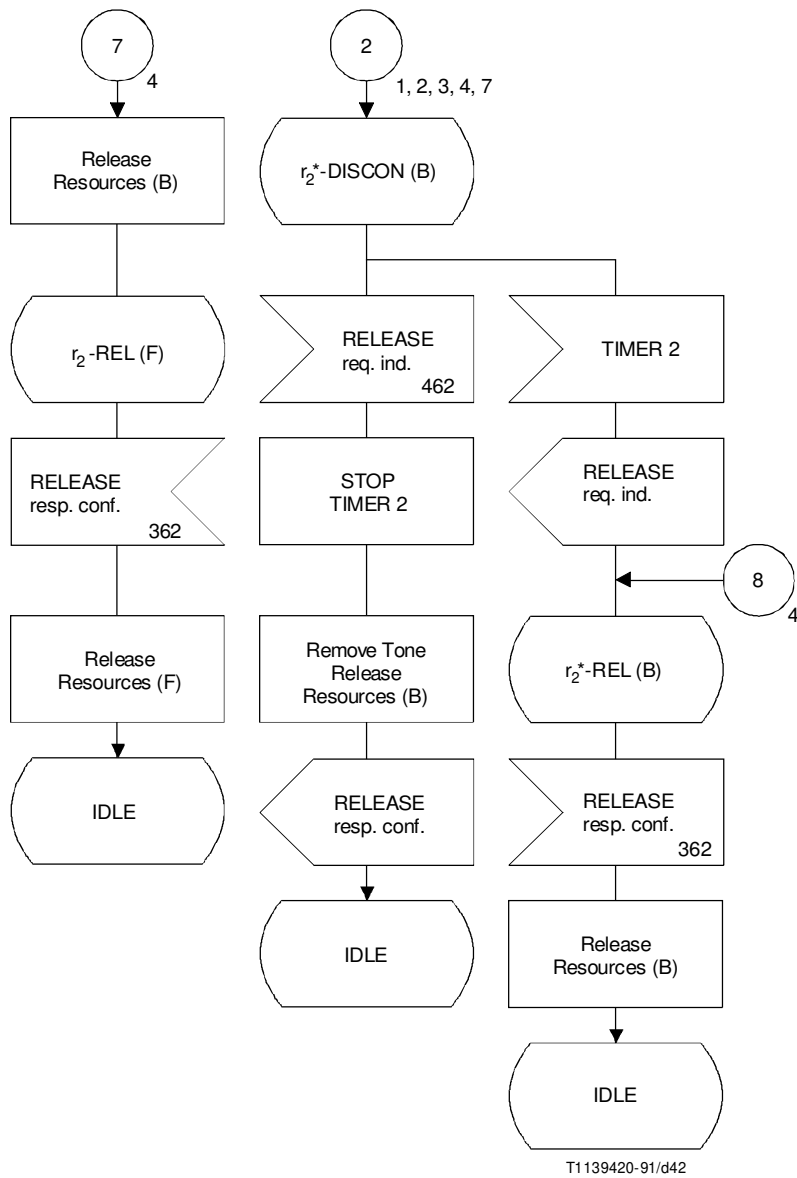 7
4
Release
Resources (B)
r2-REL (F)
RELEASE
resp. conf.
362
Release
Resources (F)
IDLE
2
1, 2, 3, 4, 7
r2*-DISCON (B)
RELEASE
req. ind.
462
STOP
TIMER 2
Remove Tone
Release
Resources (B)
RELEASE
resp. conf.
IDLE
TIMER 2
RELEASE
req. ind.
8
4
r2*-REL (B)
RELEASE
resp. conf.
362
Release
Resources (B)
IDLE
T1139420-91/d42